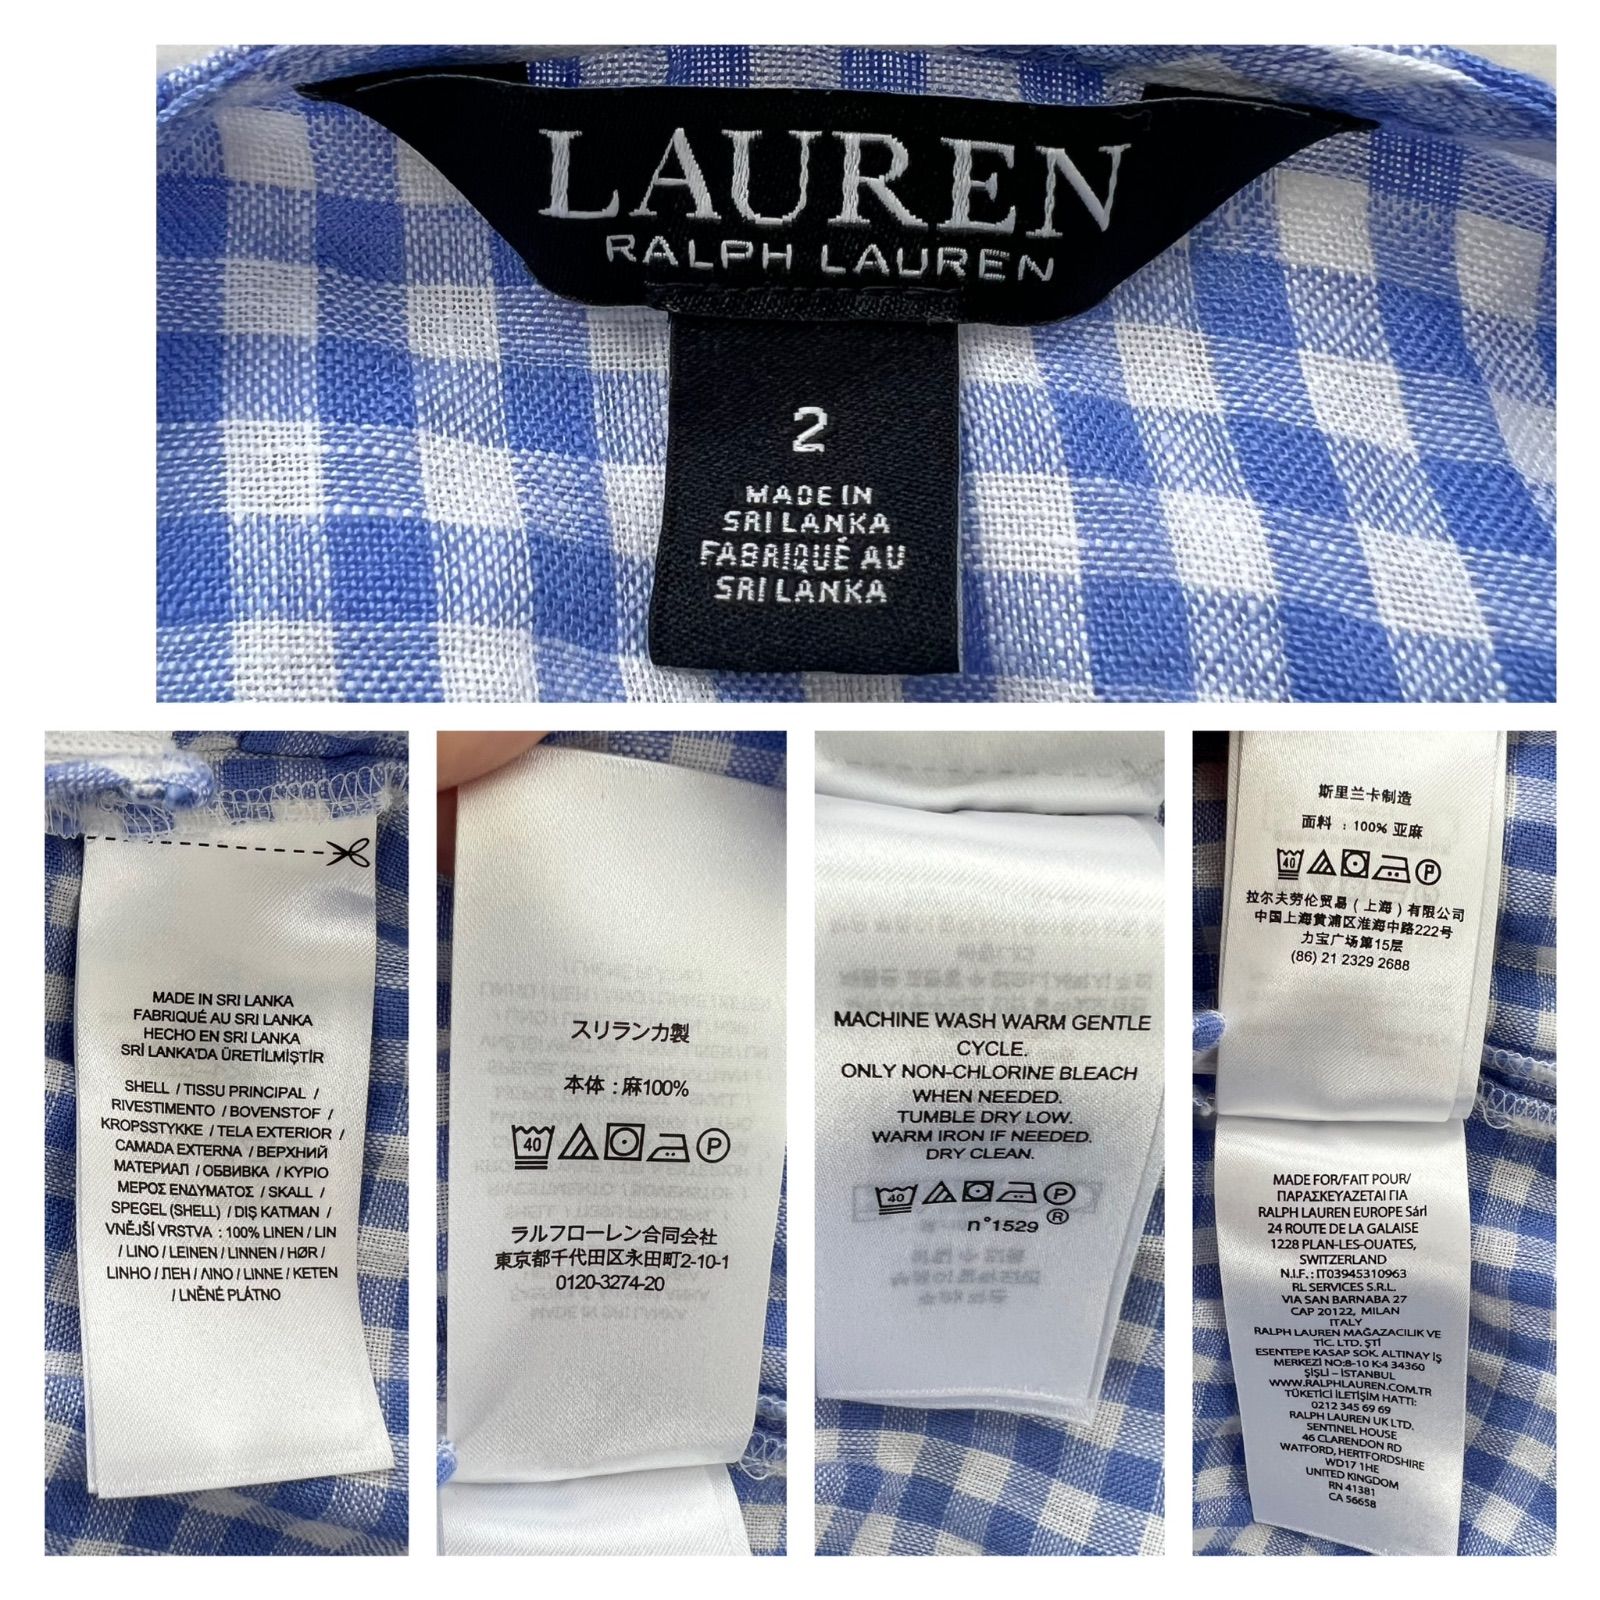 LAUREN
RALPH LAUREN
2
MADE IN
SRI LANKA
FABRIQUÉ AU
SRI LANKA
MADE IN SRI LANKA
FABRIQUÉ AU SRI LANKA
HECHO EN SRI LANKA
SRİ LANKA'DA ÜRETİLMİŞTİR
SHELL / TISSU PRINCIPAL /
RIVESTIMENTO / BOVENSTOF /
KROPSSTYKKE / TELA EXTERIOR /
CAMADA EXTERNA / ВЕРХНИЙ
МАТЕРИАЛ / ОБВИВКА / ΚΥΡΙΟ
ΜΕΡΟΣ ΕΝΔΥΜΑΤΟΣ / SKALL /
SPEGEL (SHELL) / DIŞ KATMAN /
VNĚJŠÍ VRSTVA : 100% LINEN / LIN
/ LINO / LEINEN / LINNEN / HØR /
LINHO / ЛЕН / ΛΙΝΟ / LINNE / KETEN
/ LNĚNÉ PLÁTNO
スリランカ製
本体 : 麻100%
40 P
ラルフローレン合同会社
東京都千代田区永田町2-10-1
0120-3274-20
MACHINE WASH WARM GENTLE
CYCLE.
ONLY NON-CHLORINE BLEACH
WHEN NEEDED.
TUMBLE DRY LOW.
WARM IRON IF NEEDED.
DRY CLEAN.
40 P
®
n°1529
斯里兰卡制造
面料 : 100% 亚麻
40 P
拉尔夫劳伦贸易 ( 上海 ) 有限公司
中国上海黄浦区淮海中路222号
力宝广场第15层
(86) 21 2329 2688
MADE FOR/FAIT POUR/
ΠΑΡΑΣΚΕΥΑΖΕΤΑΙ ΓΙΑ
RALPH LAUREN EUROPE Sárl
24 ROUTE DE LA GALAISE
1228 PLAN-LES-OUATES,
SWITZERLAND
N.I.F. : IT03945310963
RL SERVICES S.R.L.
VIA SAN BARNABA 27
CAP 20122, MILAN
ITALY
RALPH LAUREN MAĞAZACILIK VE
TİC. LTD. ŞTİ
ESENTEPE KASAP SOK. ALTINAY İŞ
MERKEZİ NO:8-10 K:4 34360
ŞİŞLİ – İSTANBUL
WWW.RALPHLAUREN.COM.TR
TÜKETİCİ İLETİŞİM HATTI:
0212 345 69 69
RALPH LAUREN UK LTD.
SENTINEL HOUSE
46 CLARENDON RD
WATFORD, HERTFORDSHIRE
WD17 1HE
UNITED KINGDOM
RN 41381
CA 56658